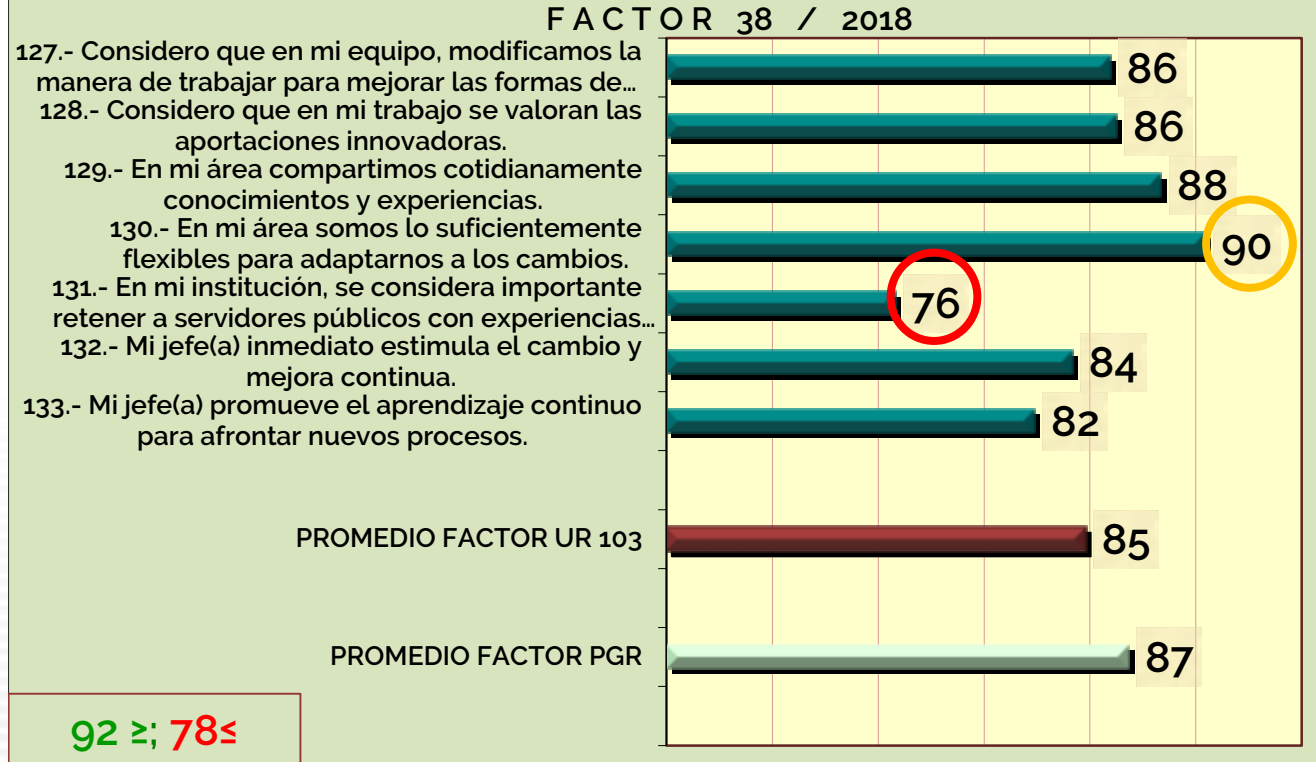 FACTOR 38 / 2018
127.- Considero que en mi equipo, modificamos la
manera de trabajar para mejorar las formas de…
86
128.- Considero que en mi trabajo se valoran las
aportaciones innovadoras.
86
129.- En mi área compartimos cotidianamente
conocimientos y experiencias.
88
130.- En mi área somos lo suficientemente
flexibles para adaptarnos a los cambios.
90
131.- En mi institución, se considera importante
retener a servidores públicos con experiencias…
76
132.- Mi jefe(a) inmediato estimula el cambio y
mejora continua.
84
133.- Mi jefe(a) promueve el aprendizaje continuo
para afrontar nuevos procesos.
82
PROMEDIO FACTOR UR 103
85
PROMEDIO FACTOR PGR
87
92 ≥; 78≤